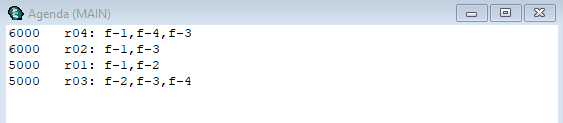 Agenda (MAIN)
6000 r04: f-1,f-4,f-3
6000 r02: f-1,f-3
5000 r01: f-1,f-2
5000 r03: f-2,f-3,f-4